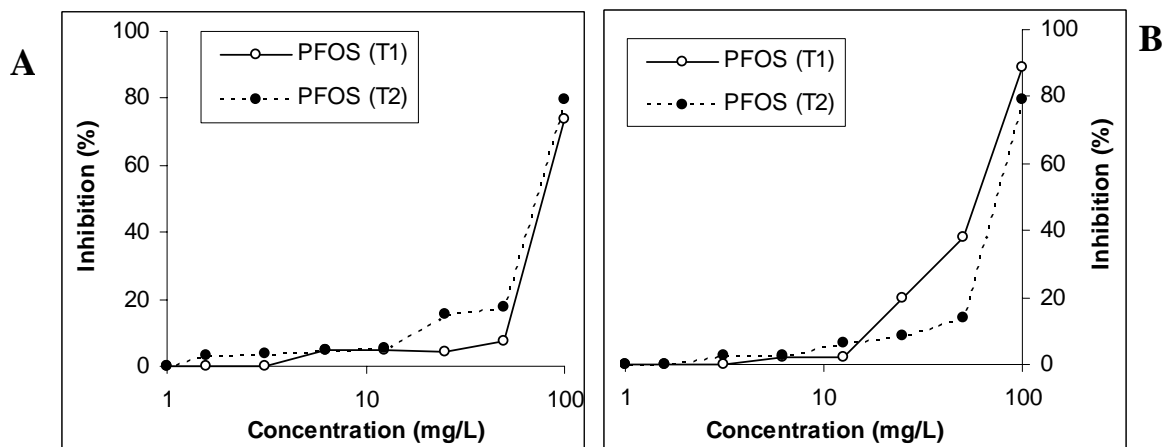 A
PFOS (T1)
PFOS (T2)
Inhibition (%)
100
80
60
40
20
0
1
10
100
Concentration (mg/L)
B
PFOS (T1)
PFOS (T2)
Inhibition (%)
100
80
60
40
20
0
1
10
100
Concentration (mg/L)